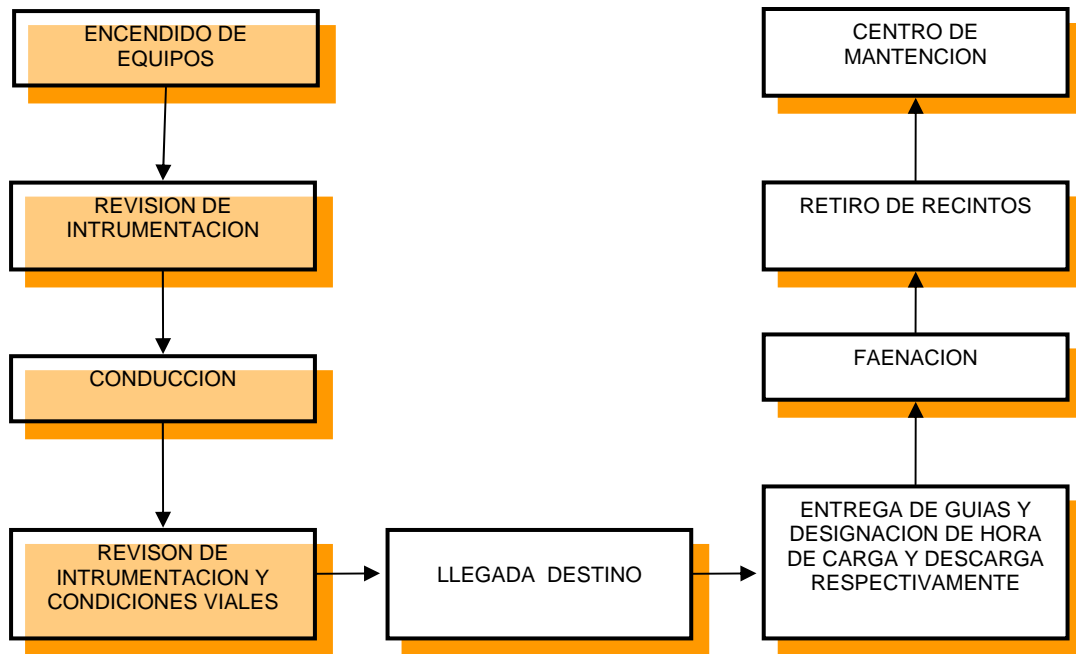 ENCENDIDO DE
EQUIPOS
REVISION DE
INTRUMENTACION
CONDUCCION
REVISON DE
INTRUMENTACION Y
CONDICIONES VIALES
LLEGADA DESTINO
ENTREGA DE GUIAS Y
DESIGNACION DE HORA
DE CARGA Y DESCARGA
RESPECTIVAMENTE
FAENACION
RETIRO DE RECINTOS
CENTRO DE
MANTENCION